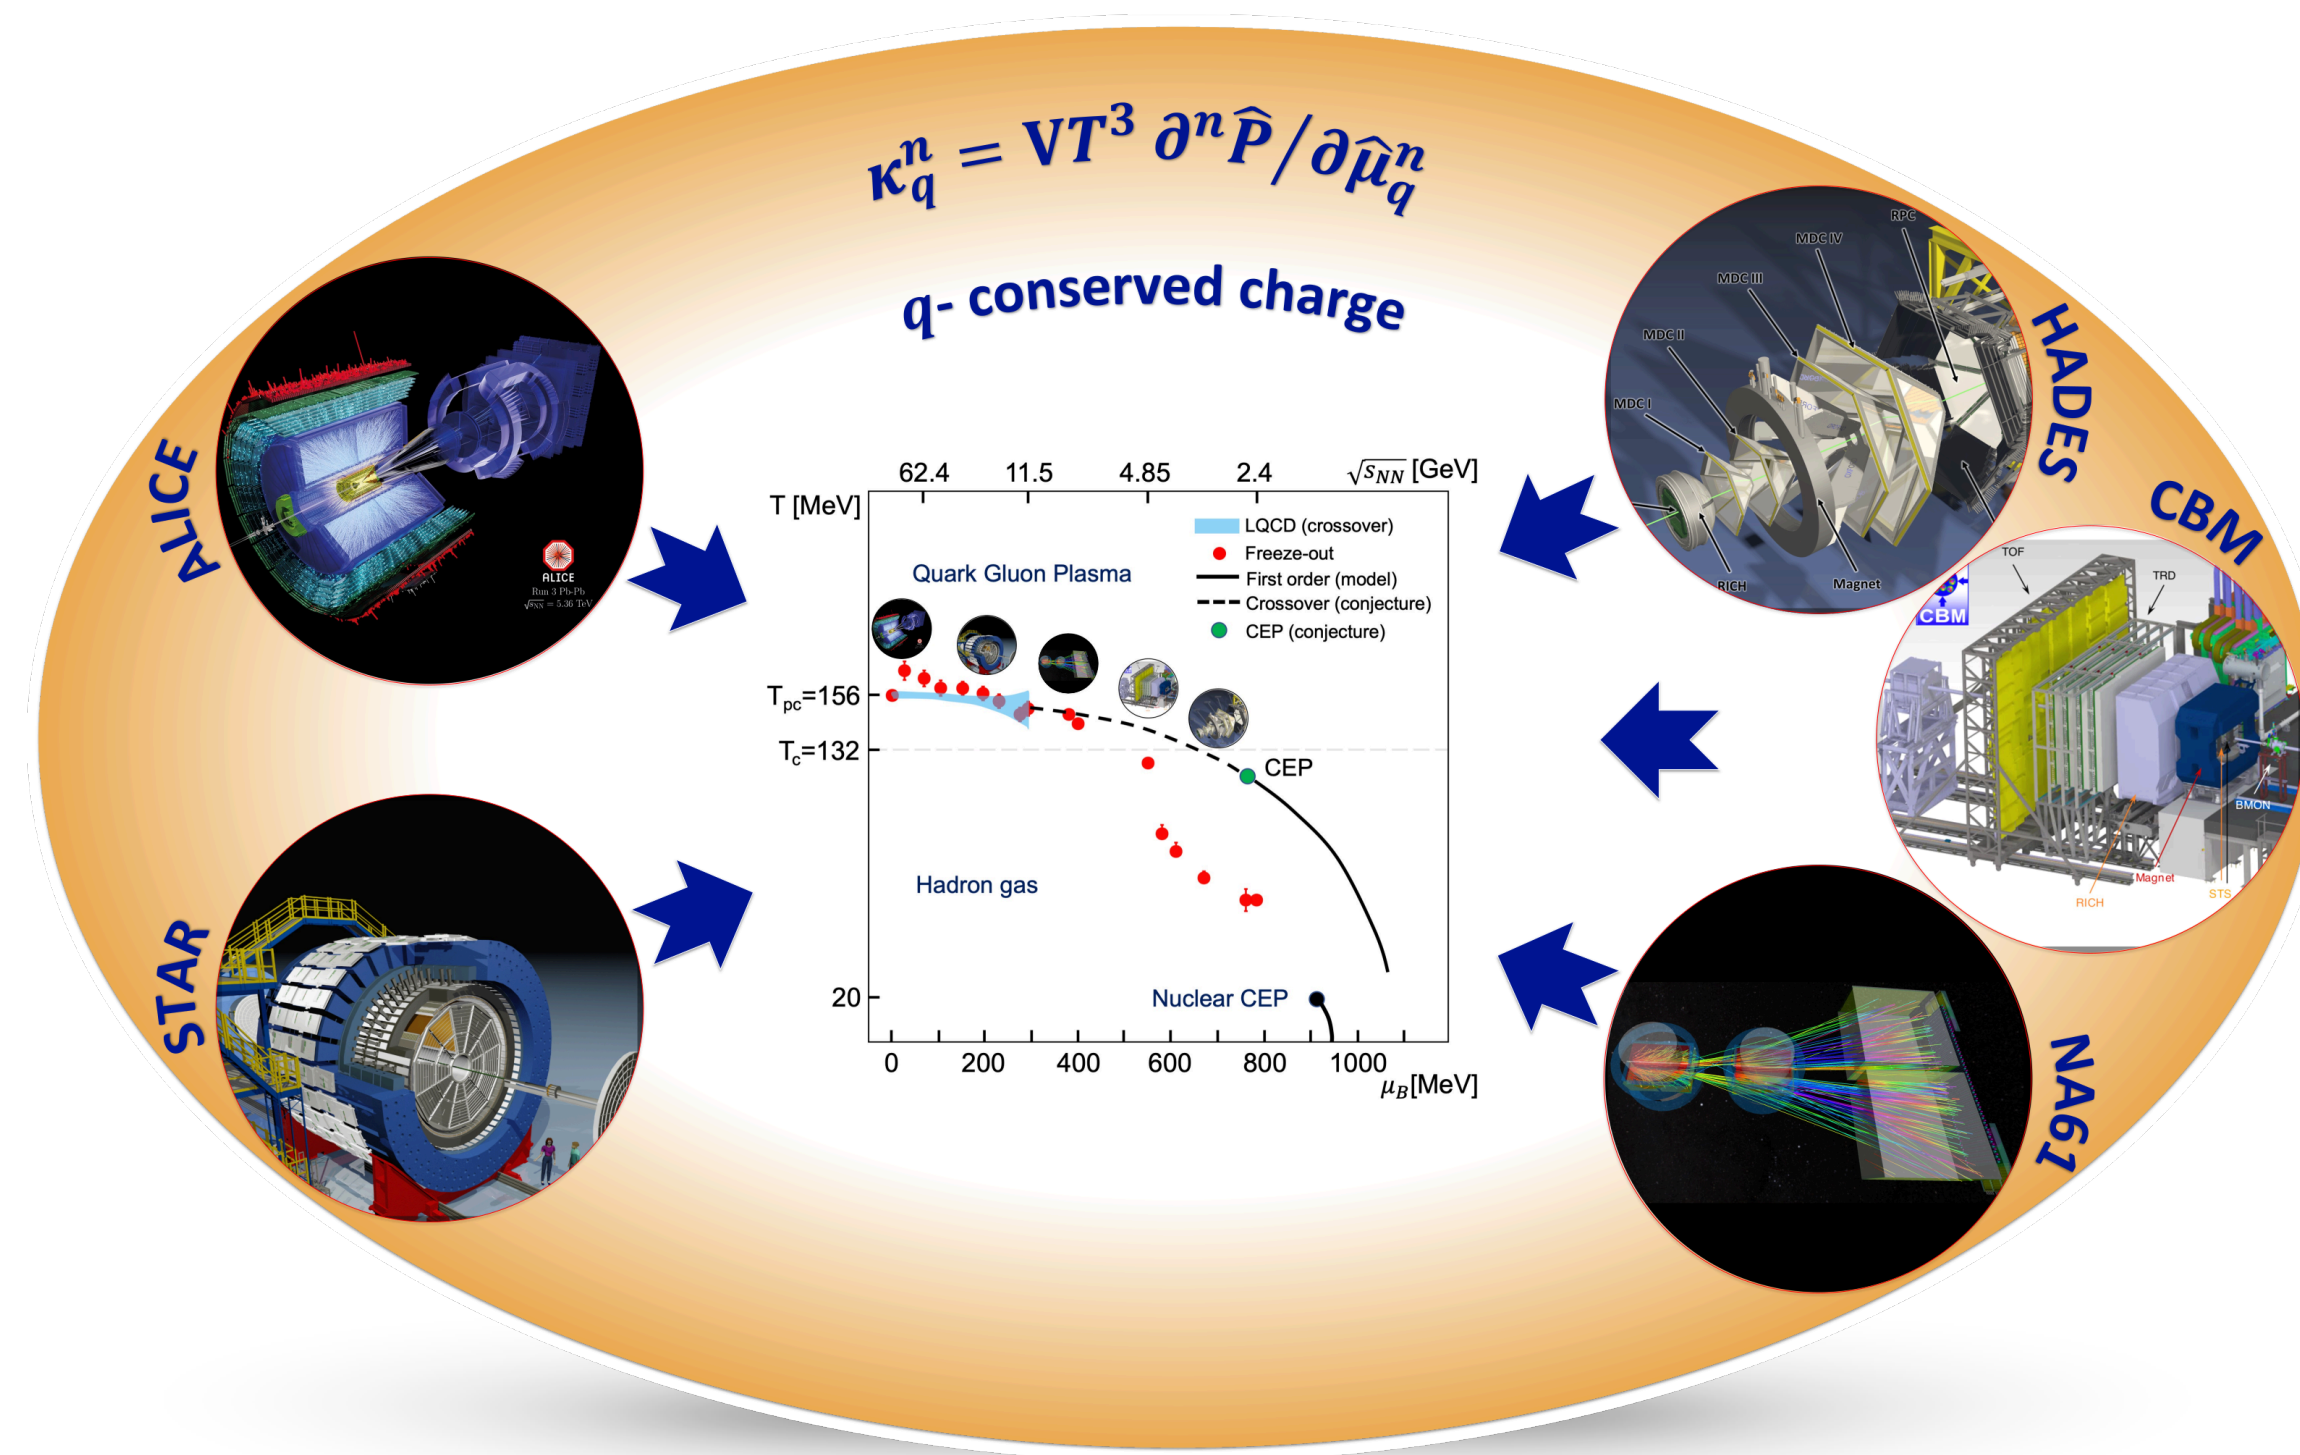 κ_q^n = VT³ ∂ⁿP̂/∂μ̂_q^n
q- conserved charge
ALICE
ALICE
Run 3 Pb-Pb
√sNN = 5.36 TeV
STAR
HADES
RPC
MDC IV
MDC III
MDC II
MDC I
RICH
Magnet
CBM
TOF
TRD
CBM
BMON
Magnet
STS
RICH
NA61
62.4 11.5 4.85 2.4 √sNN [GeV]
T [MeV]
LQCD (crossover)
Freeze-out
First order (model)
Crossover (conjecture)
CEP (conjecture)
Quark Gluon Plasma
Tpc=156
Tc=132
CEP
Hadron gas
Nuclear CEP
20
0 200 400 600 800 1000
μB[MeV]